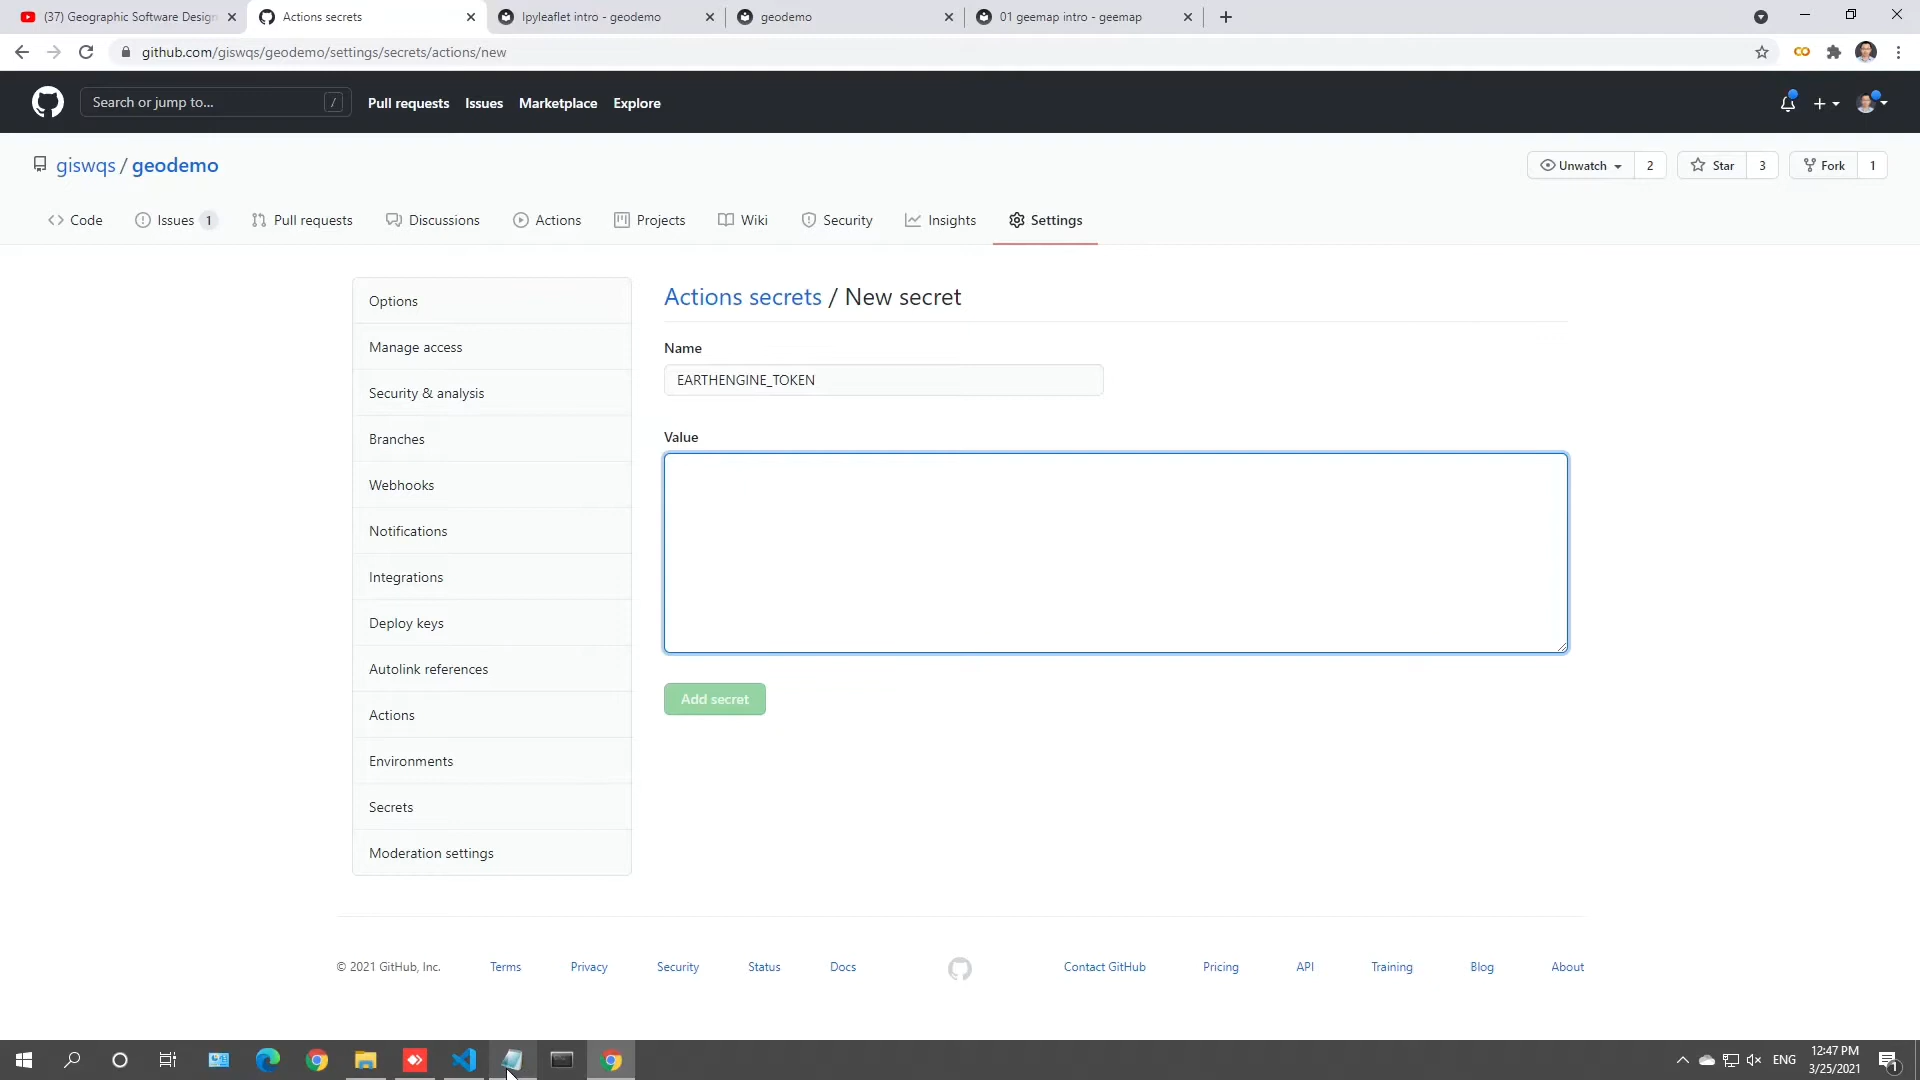 (37) Geographic Software Design
Actions secrets
Ipyleaflet intro - geodemo
geodemo
01 geemap intro - geemap
github.com/giswqs/geodemo/settings/secrets/actions/new
Search or jump to...
/
Pull requests
Issues
Marketplace
Explore
giswqs / geodemo
Unwatch
2
Star
3
Fork
1
Code
Issues
1
Pull requests
Discussions
Actions
Projects
Wiki
Security
Insights
Settings
Options
Manage access
Security & analysis
Branches
Webhooks
Notifications
Integrations
Deploy keys
Autolink references
Actions
Environments
Secrets
Moderation settings
Actions secrets / New secret
Name
EARTHENGINE_TOKEN
Value
Add secret
© 2021 GitHub, Inc.
Terms
Privacy
Security
Status
Docs
Contact GitHub
Pricing
API
Training
Blog
About
ENG
12:47 PM
3/25/2021
1